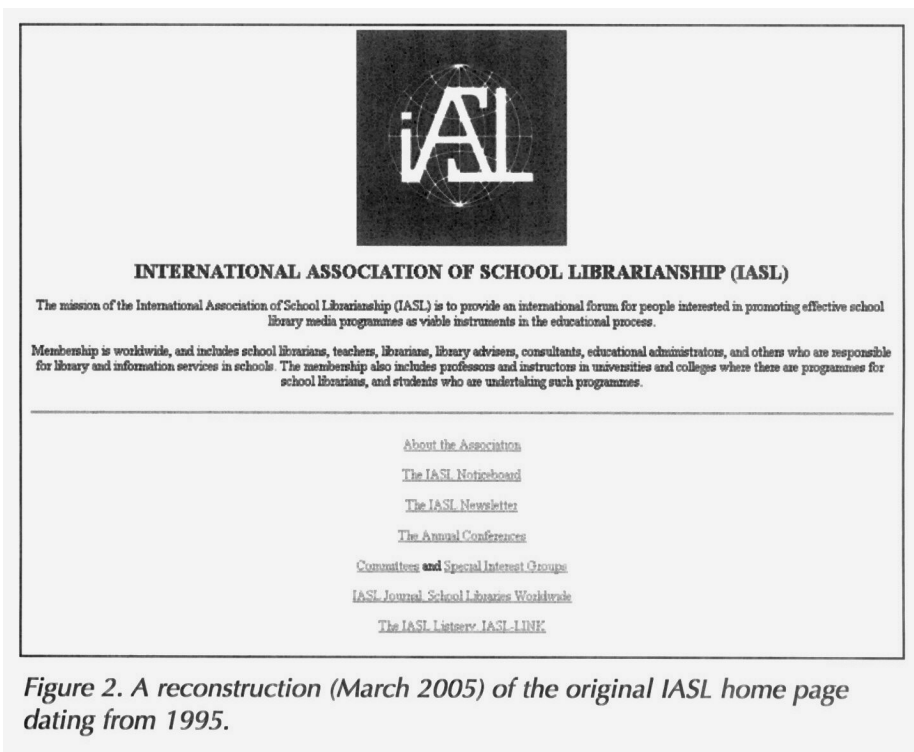 iASL
INTERNATIONAL ASSOCIATION OF SCHOOL LIBRARIANSHIP (IASL)
The mission of the International Association of School Librarianship (IASL) is to provide an international forum for people interested in promoting effective school
library media programmes as viable instruments in the educational process.
Membership is worldwide, and includes school librarians, teachers, librarians, library advisers, consultants, educational administrators, and others who are responsible
for library and information services in schools. The membership also includes professors and instructors in universities and colleges where there are programmes for
school librarians, and students who are undertaking such programmes.
About the Association
The IASL Noticeboard
The IASL Newsletter
The Annual Conferences
Committees and Special Interest Groups
IASL Journal, School Libraries Worldwide
The IASL Listserv, IASL-LINK
Figure 2. A reconstruction (March 2005) of the original IASL home page
dating from 1995.